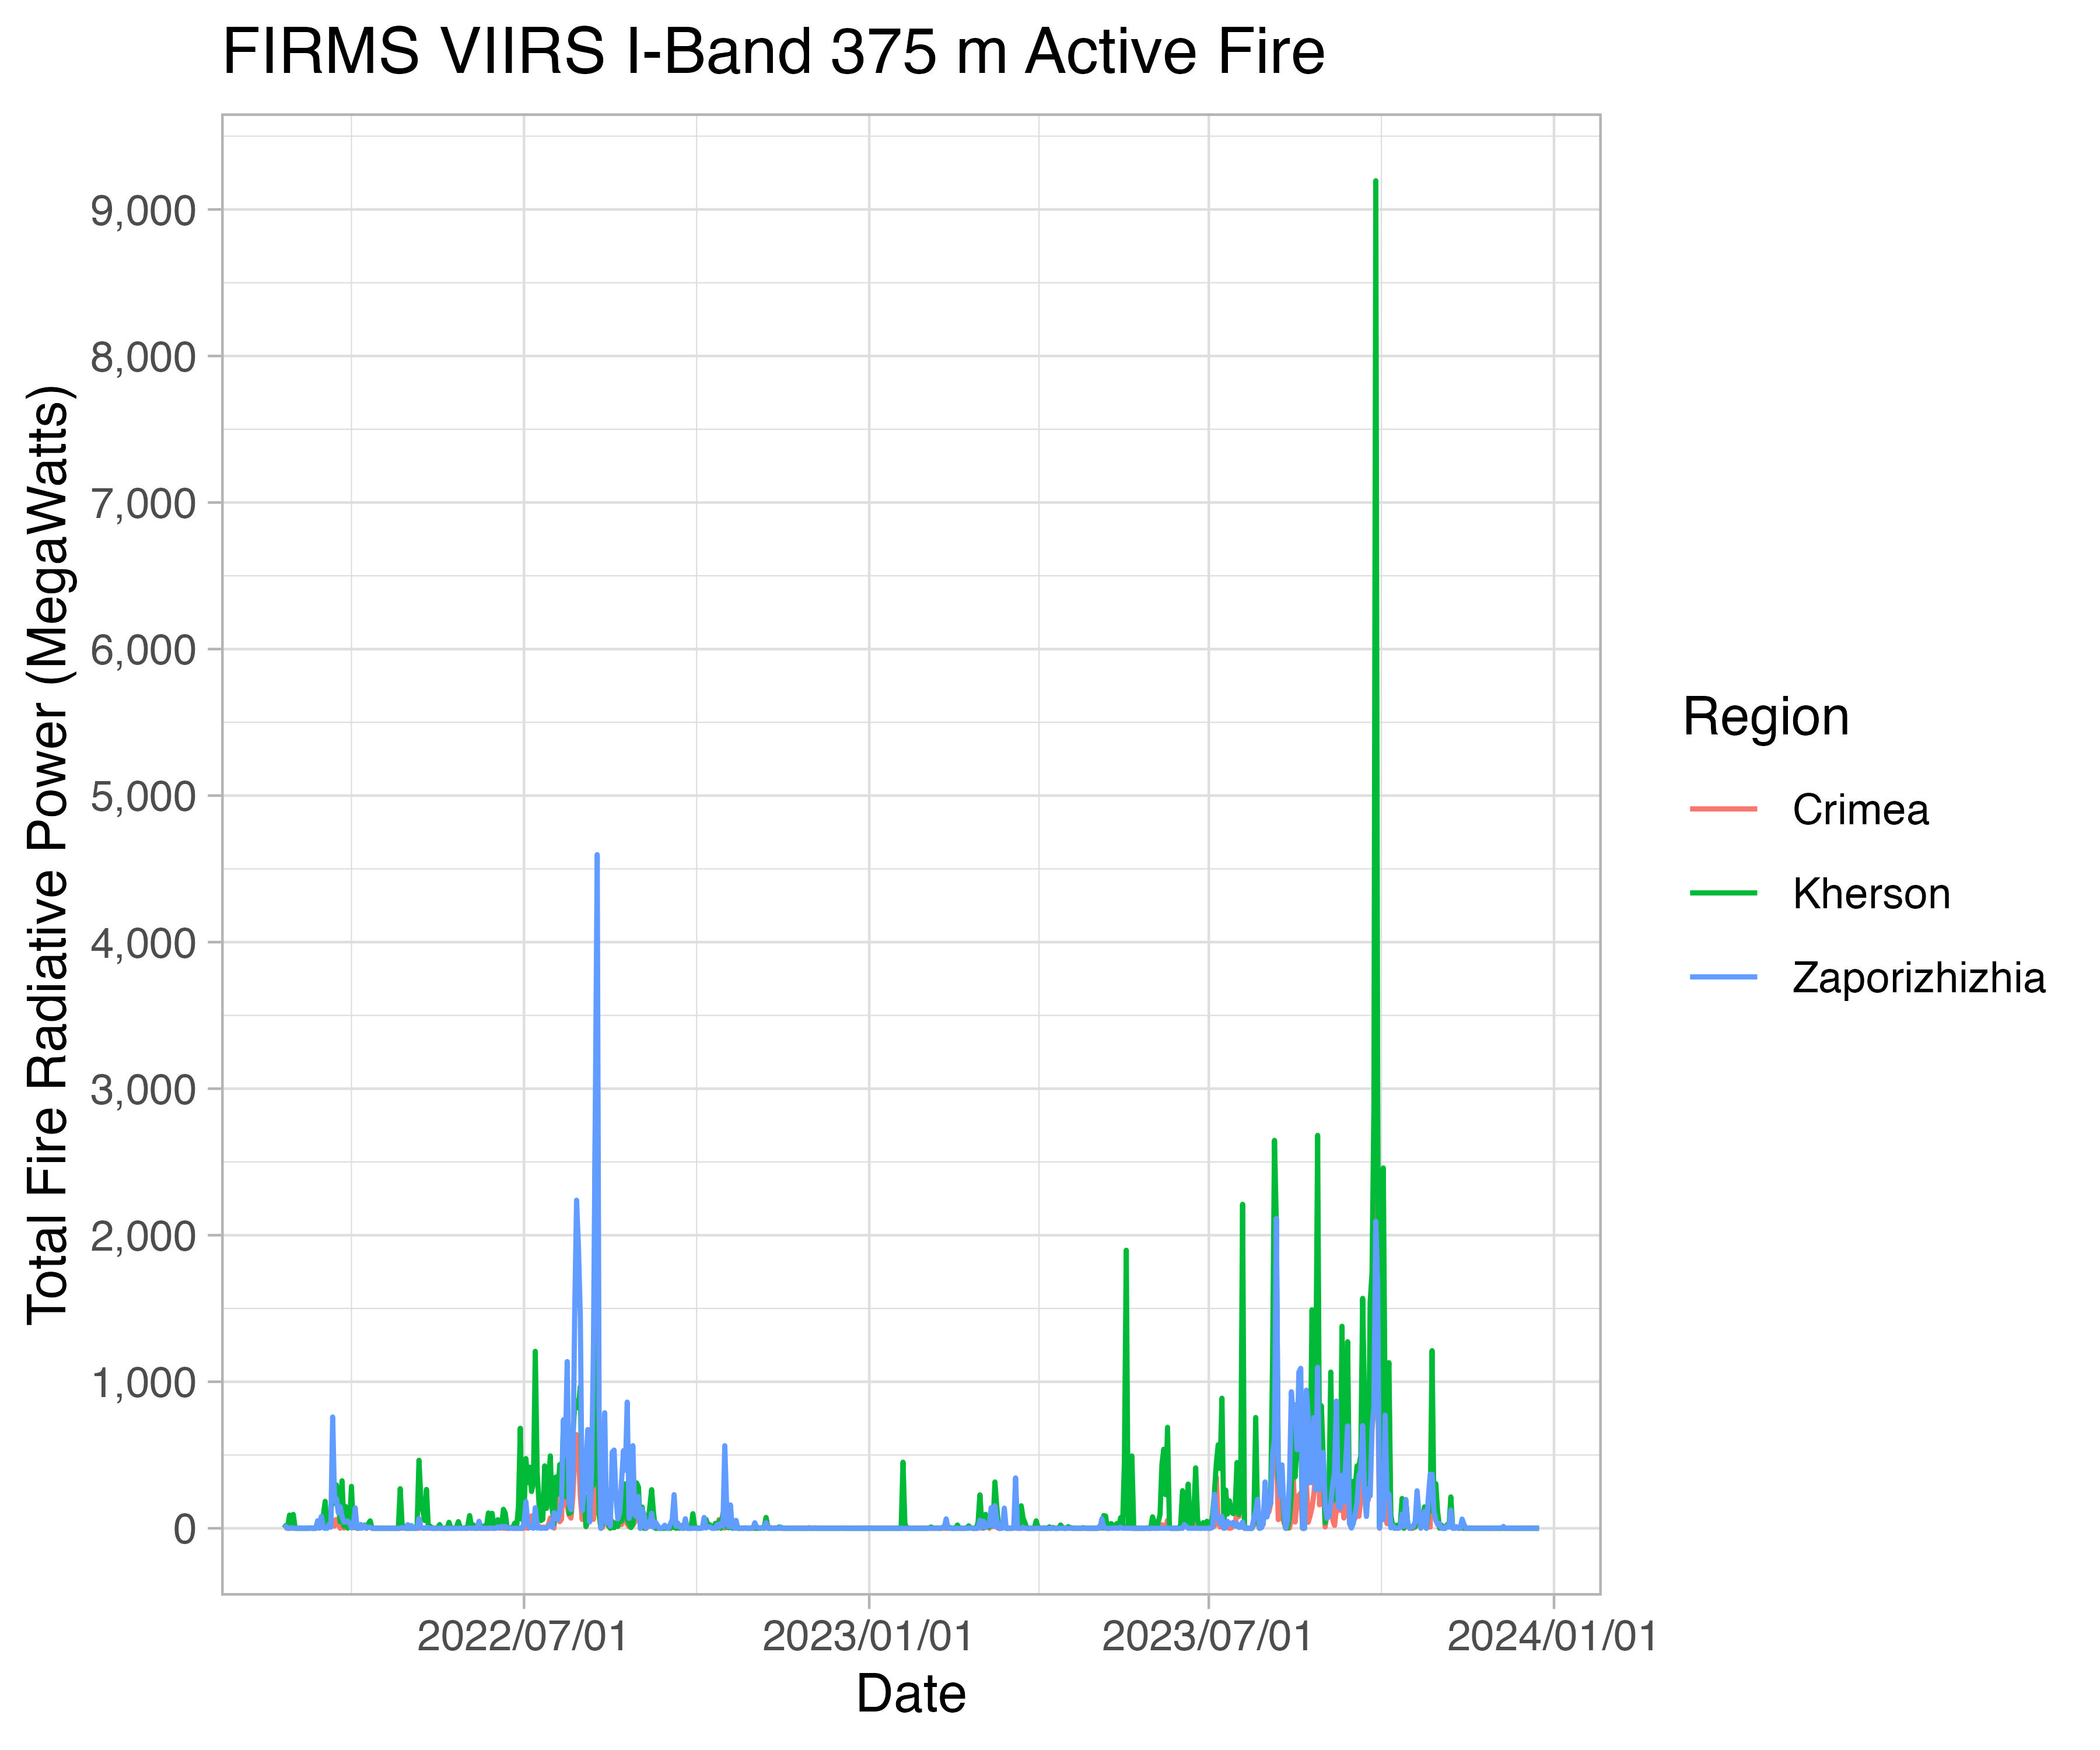 FIRMS VIIRS I-Band 375 m Active Fire
Total Fire Radiative Power (MegaWatts)
9,000
8,000
7,000
6,000
5,000
4,000
3,000
2,000
1,000
0
2022/07/01
2023/01/01
2023/07/01
2024/01/01
Date
Region
Crimea
Kherson
Zaporizhizhia